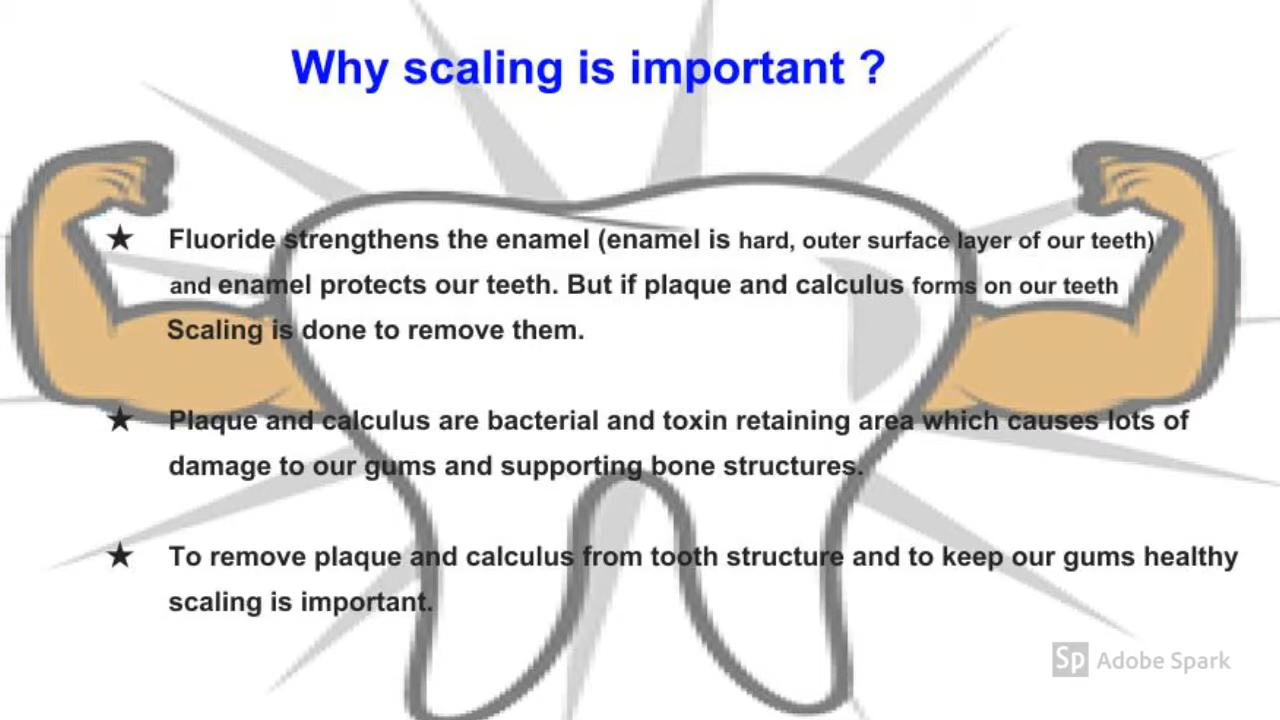 Why scaling is important ?
★ Fluoride strengthens the enamel (enamel is hard, outer surface layer of our teeth)
and enamel protects our teeth. But if plaque and calculus forms on our teeth
Scaling is done to remove them.
★ Plaque and calculus are bacterial and toxin retaining area which causes lots of
damage to our gums and supporting bone structures.
★ To remove plaque and calculus from tooth structure and to keep our gums healthy
scaling is important.
Sp Adobe Spark